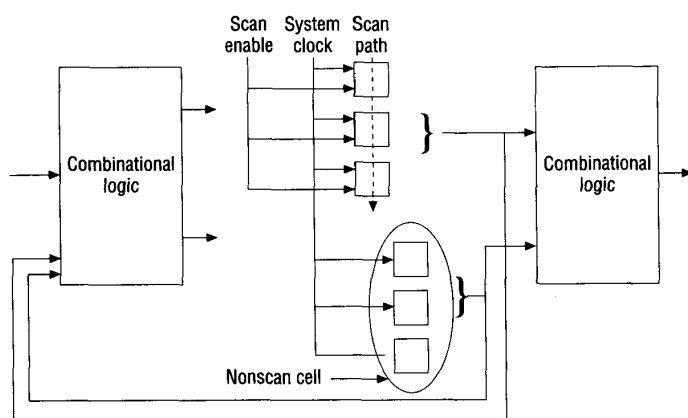 Scan
enable
System
clock
Scan
path
Combinational
logic
Combinational
logic
Nonscan cell